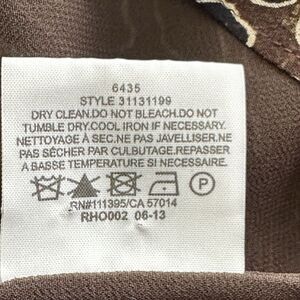 6435
STYLE 31131199
DRY CLEAN.DO NOT BLEACH.DO NOT
TUMBLE DRY.COOL IRON IF NECESSARY.
NETTOYAGE À SEC.NE PAS JAVELLISER.NE
PAS SÉCHER PAR CULBUTAGE.REPASSER
A BASSE TEMPERATURE SI NECESSAIRE.
P
RN#111395/CA 57014
RHO002 06-13